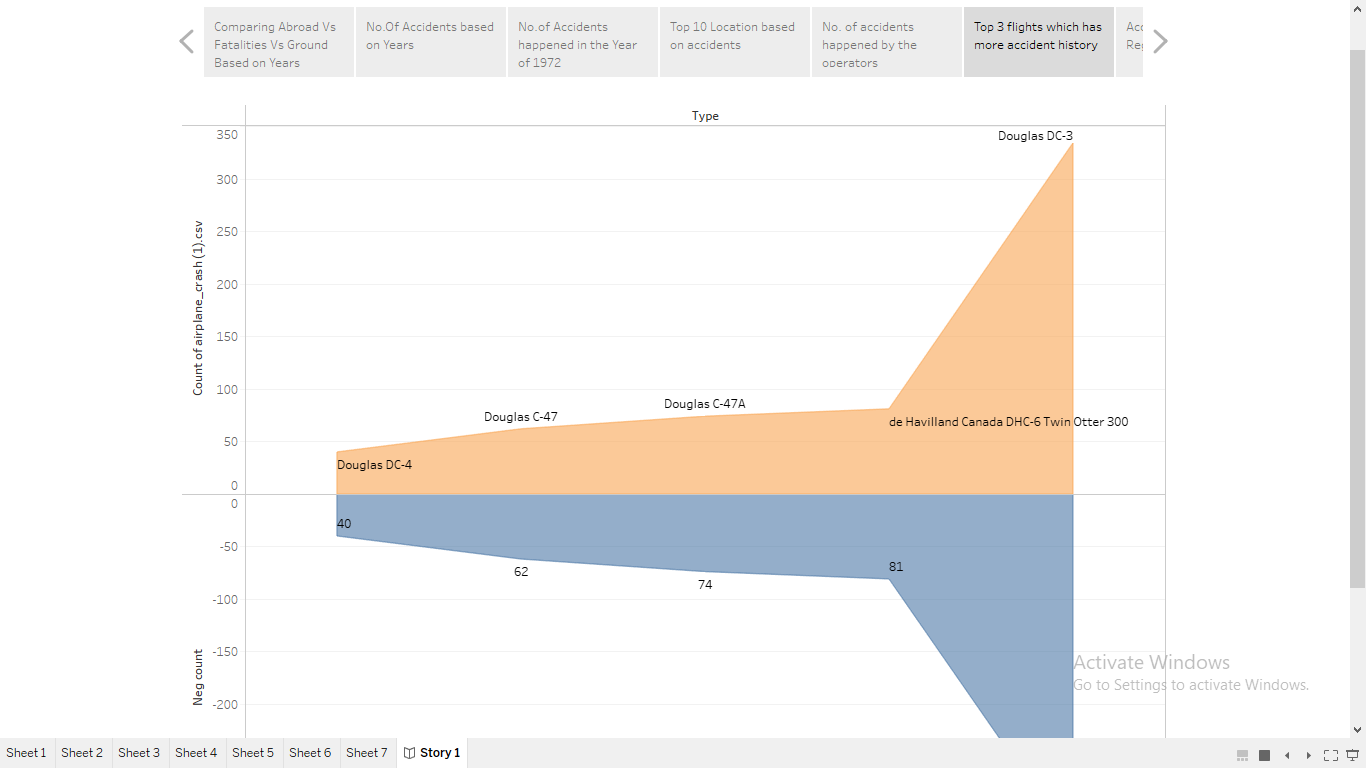 Comparing Abroad Vs
Fatalities Vs Ground
Based on Years
No.Of Accidents based
on Years
No.of Accidents
happened in the Year
of 1972
Top 10 Location based
on accidents
No. of accidents
happened by the
operators
Top 3 flights which has
more accident history
Type
Count of airplane_crash (1).csv
350
300
250
200
150
100
50
0
Douglas DC-3
Douglas C-47A
Douglas C-47
de Havilland Canada DHC-6 Twin Otter 300
Douglas DC-4
Neg count
0
-50
-100
-150
-200
40
62
74
81
Activate Windows
Go to Settings to activate Windows.
Sheet 1
Sheet 2
Sheet 3
Sheet 4
Sheet 5
Sheet 6
Sheet 7
Story 1